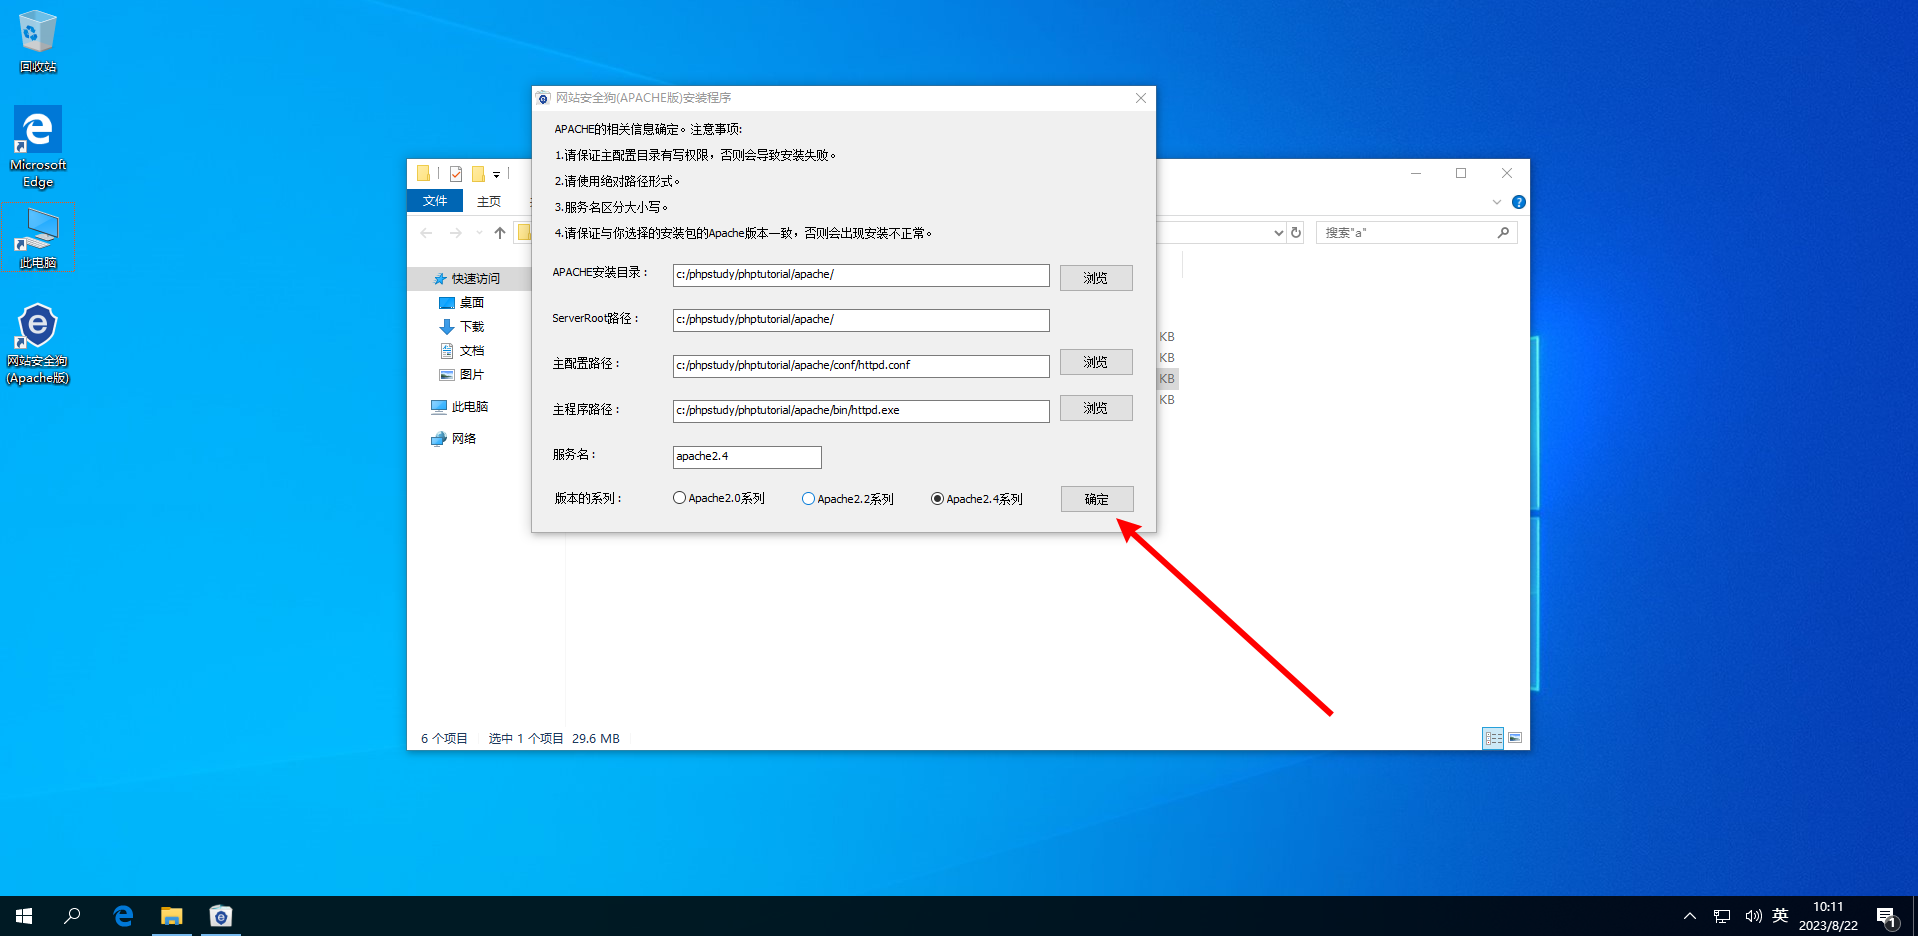 回收站
Microsoft
Edge
此电脑
网站安全狗
(Apache版)
网站安全狗(APACHE版)安装程序
APACHE的相关信息确定。注意事项:
1.请保证主配置目录有写权限，否则会导致安装失败。
2.请使用绝对路径形式。
3.服务名区分大小写。
4.请保证与你选择的安装包的Apache版本一致，否则会出现安装不正常。
APACHE安装目录：
c:/phpstudy/phptutorial/apache/
浏览
ServerRoot路径：
c:/phpstudy/phptutorial/apache/
主配置路径：
c:/phpstudy/phptutorial/apache/conf/httpd.conf
浏览
主程序路径：
c:/phpstudy/phptutorial/apache/bin/httpd.exe
浏览
服务名：
apache2.4
版本的系列：
Apache2.0系列
Apache2.2系列
Apache2.4系列
确定
文件
主页
搜索"a"
快速访问
桌面
下载
文档
图片
此电脑
网络
KB
KB
KB
KB
6 个项目
选中 1 个项目
29.6 MB
英
10:11
2023/8/22
1